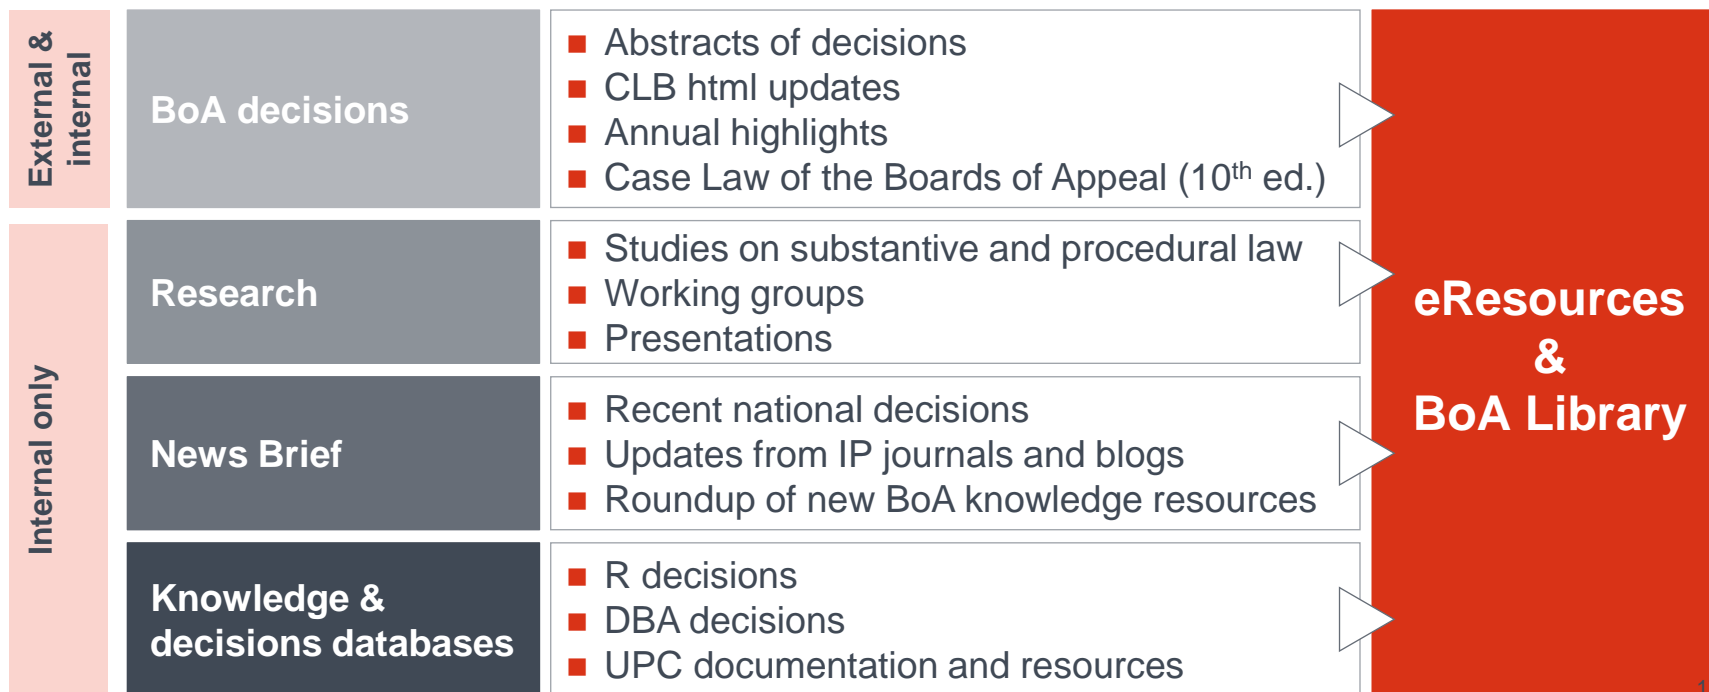 External &
internal
BoA decisions
Abstracts of decisions
CLB html updates
Annual highlights
Case Law of the Boards of Appeal (10th ed.)
Internal only
Research
Studies on substantive and procedural law
Working groups
Presentations
News Brief
Recent national decisions
Updates from IP journals and blogs
Roundup of new BoA knowledge resources
Knowledge &
decisions databases
R decisions
DBA decisions
UPC documentation and resources
eResources
&
BoA Library
1